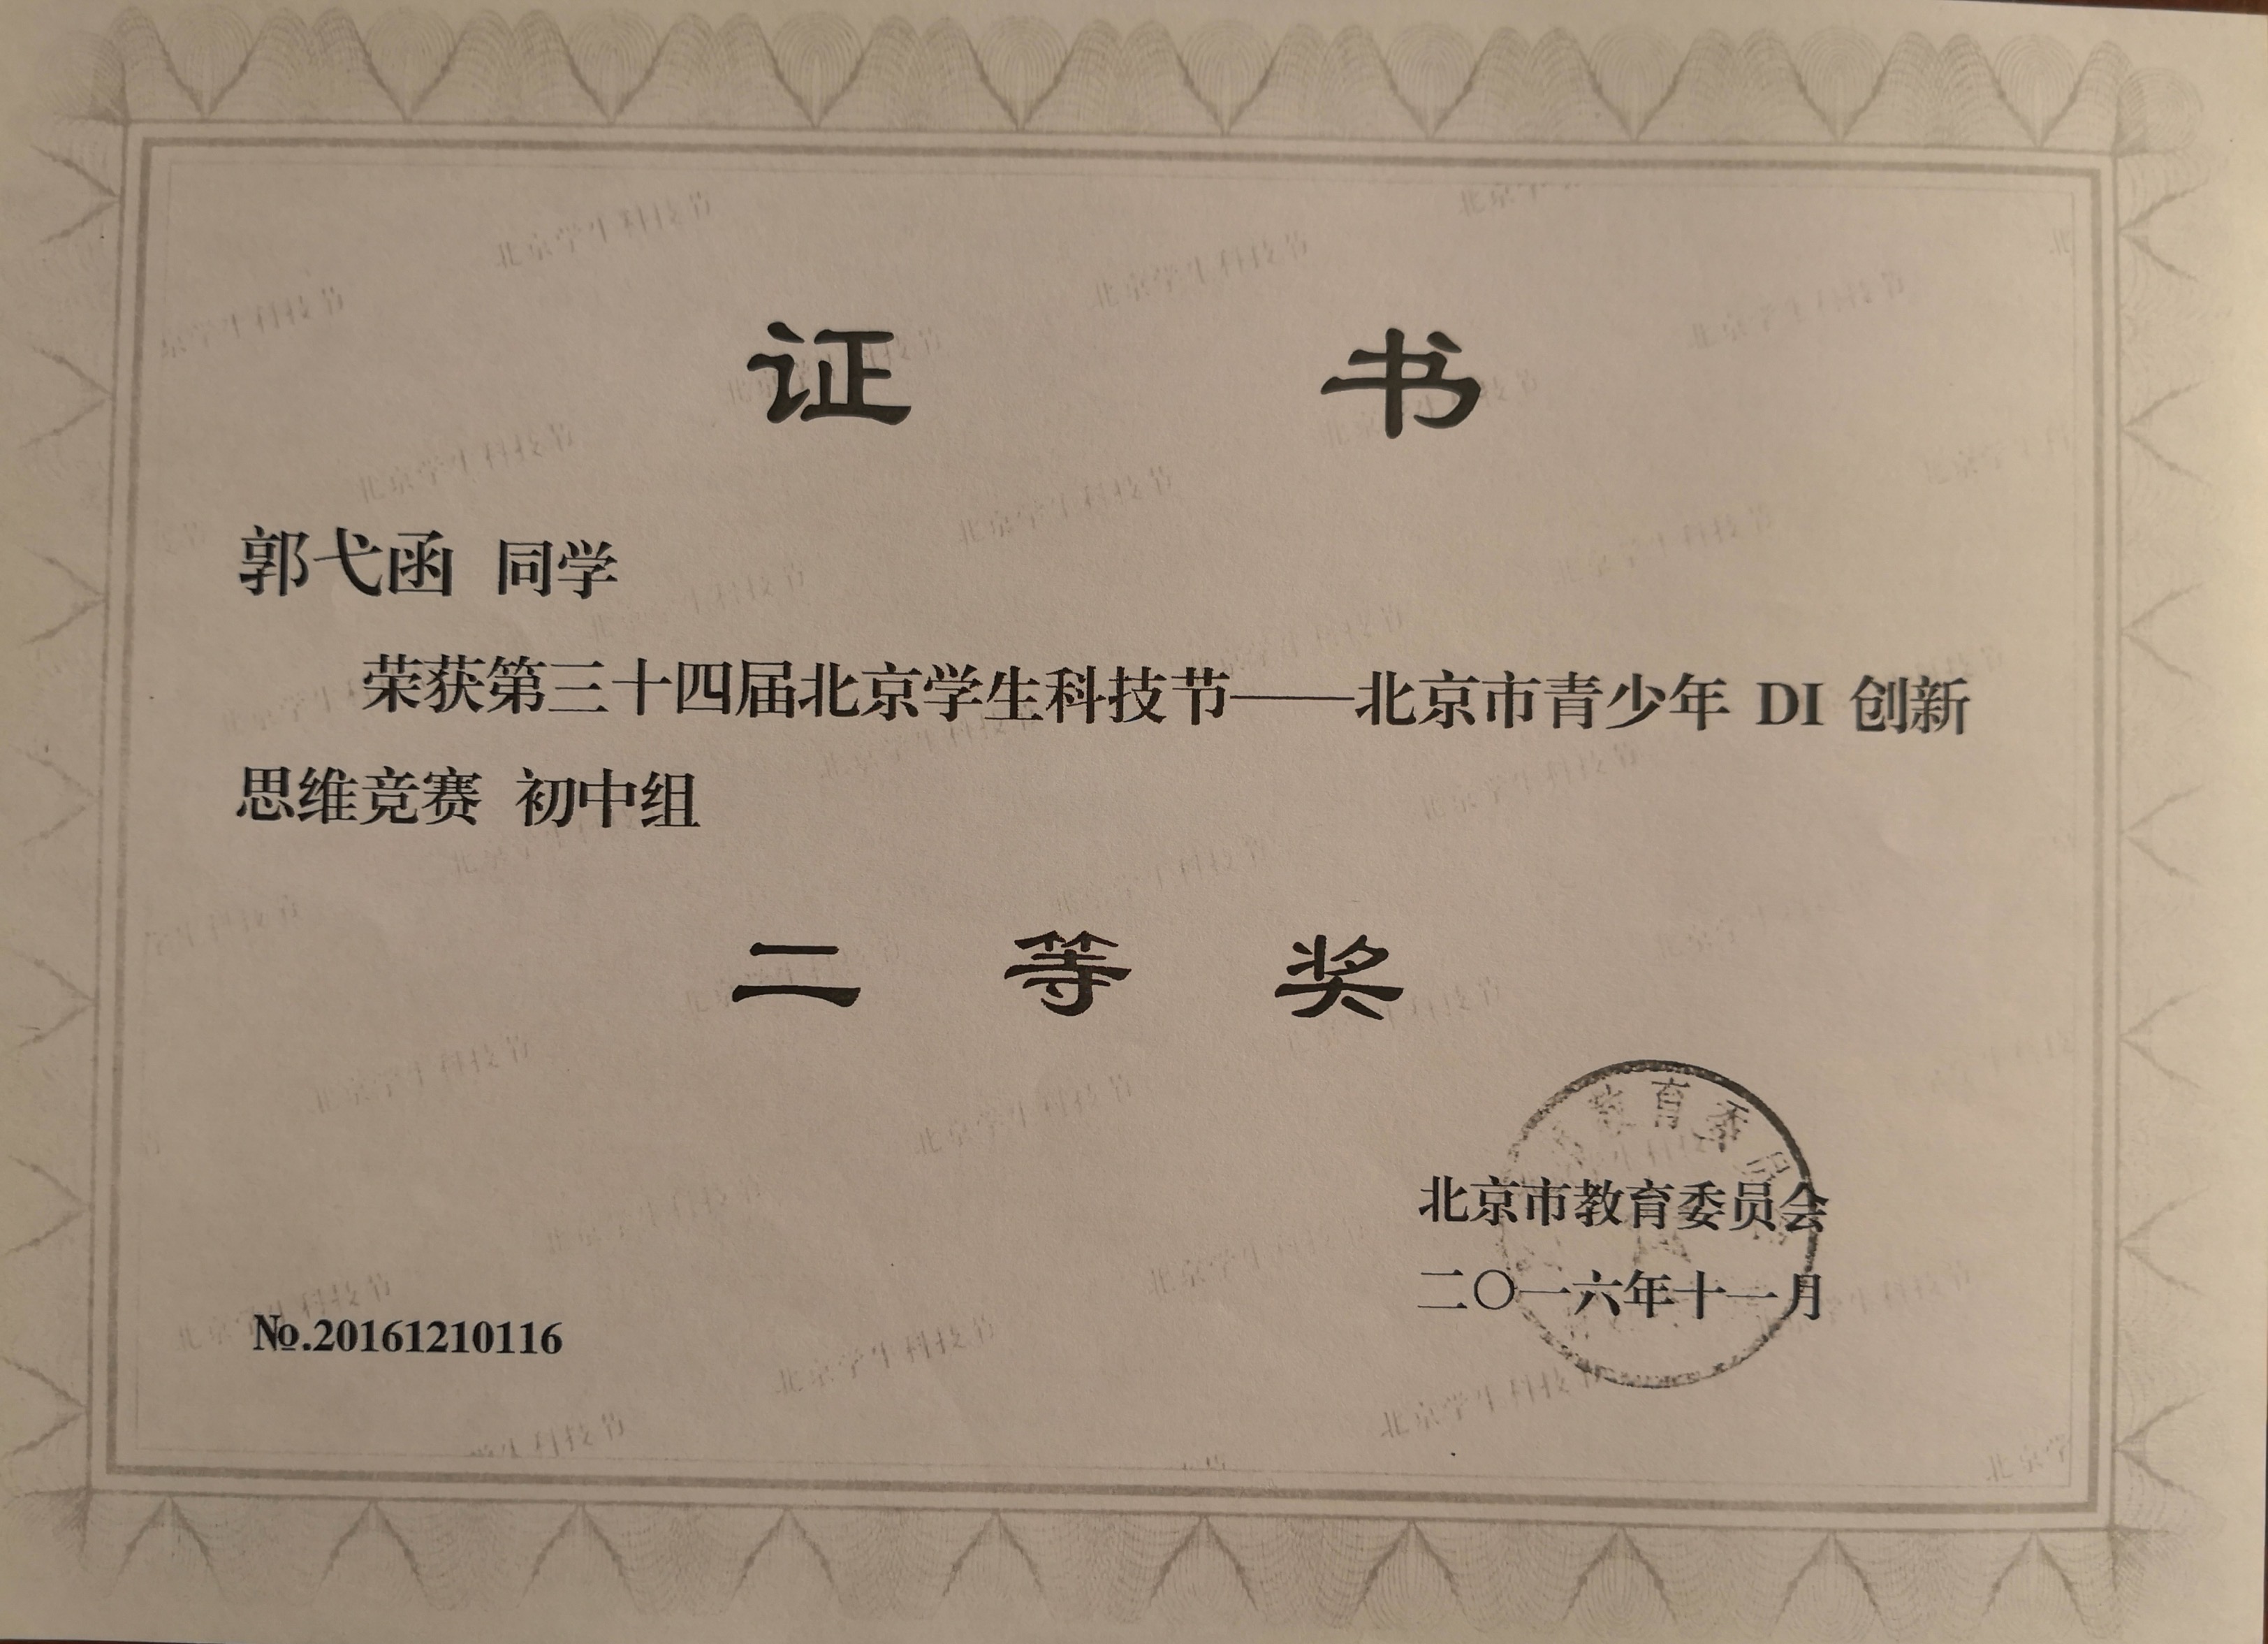 证 书
郭弋函 同学
荣获第三十四届北京学生科技节——北京市青少年 DI 创新
思维竞赛 初中组
二 等 奖
北京市教育委员会
二〇一六年十一月
№.20161210116